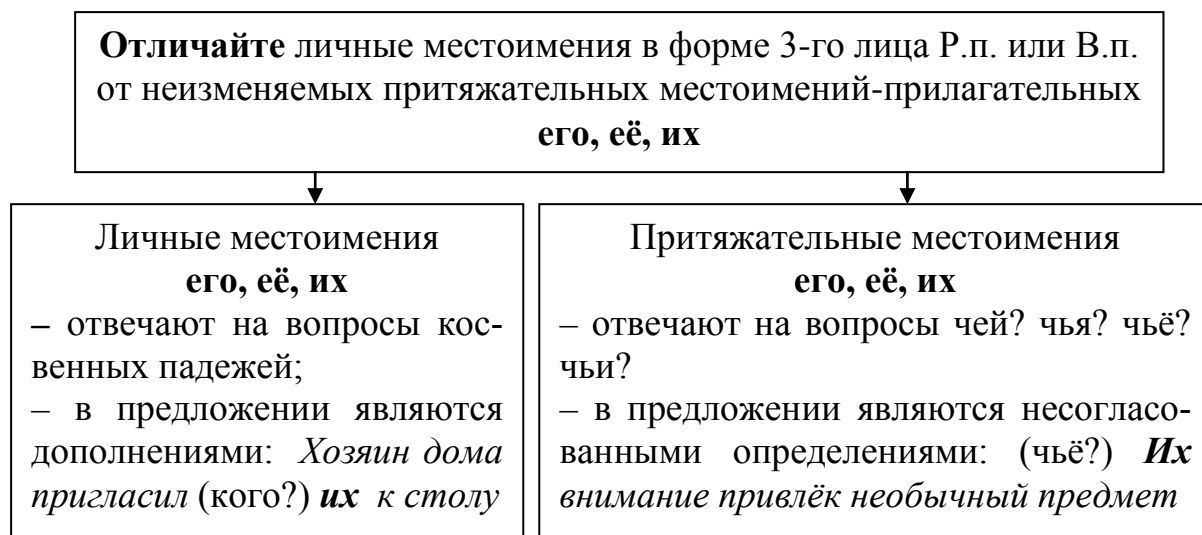 Отличайте личные местоимения в форме 3-го лица Р.п. или В.п.
от неизменяемых притяжательных местоимений-прилагательных
его, её, их
Личные местоимения
его, её, их
– отвечают на вопросы кос-
венных падежей;
– в предложении являются
дополнениями: Хозяин дома
пригласил (кого?) их к столу
Притяжательные местоимения
его, её, их
– отвечают на вопросы чей? чья? чьё?
чьи?
– в предложении являются несогласо-
ванными определениями: (чьё?) Их
внимание привлёк необычный предмет